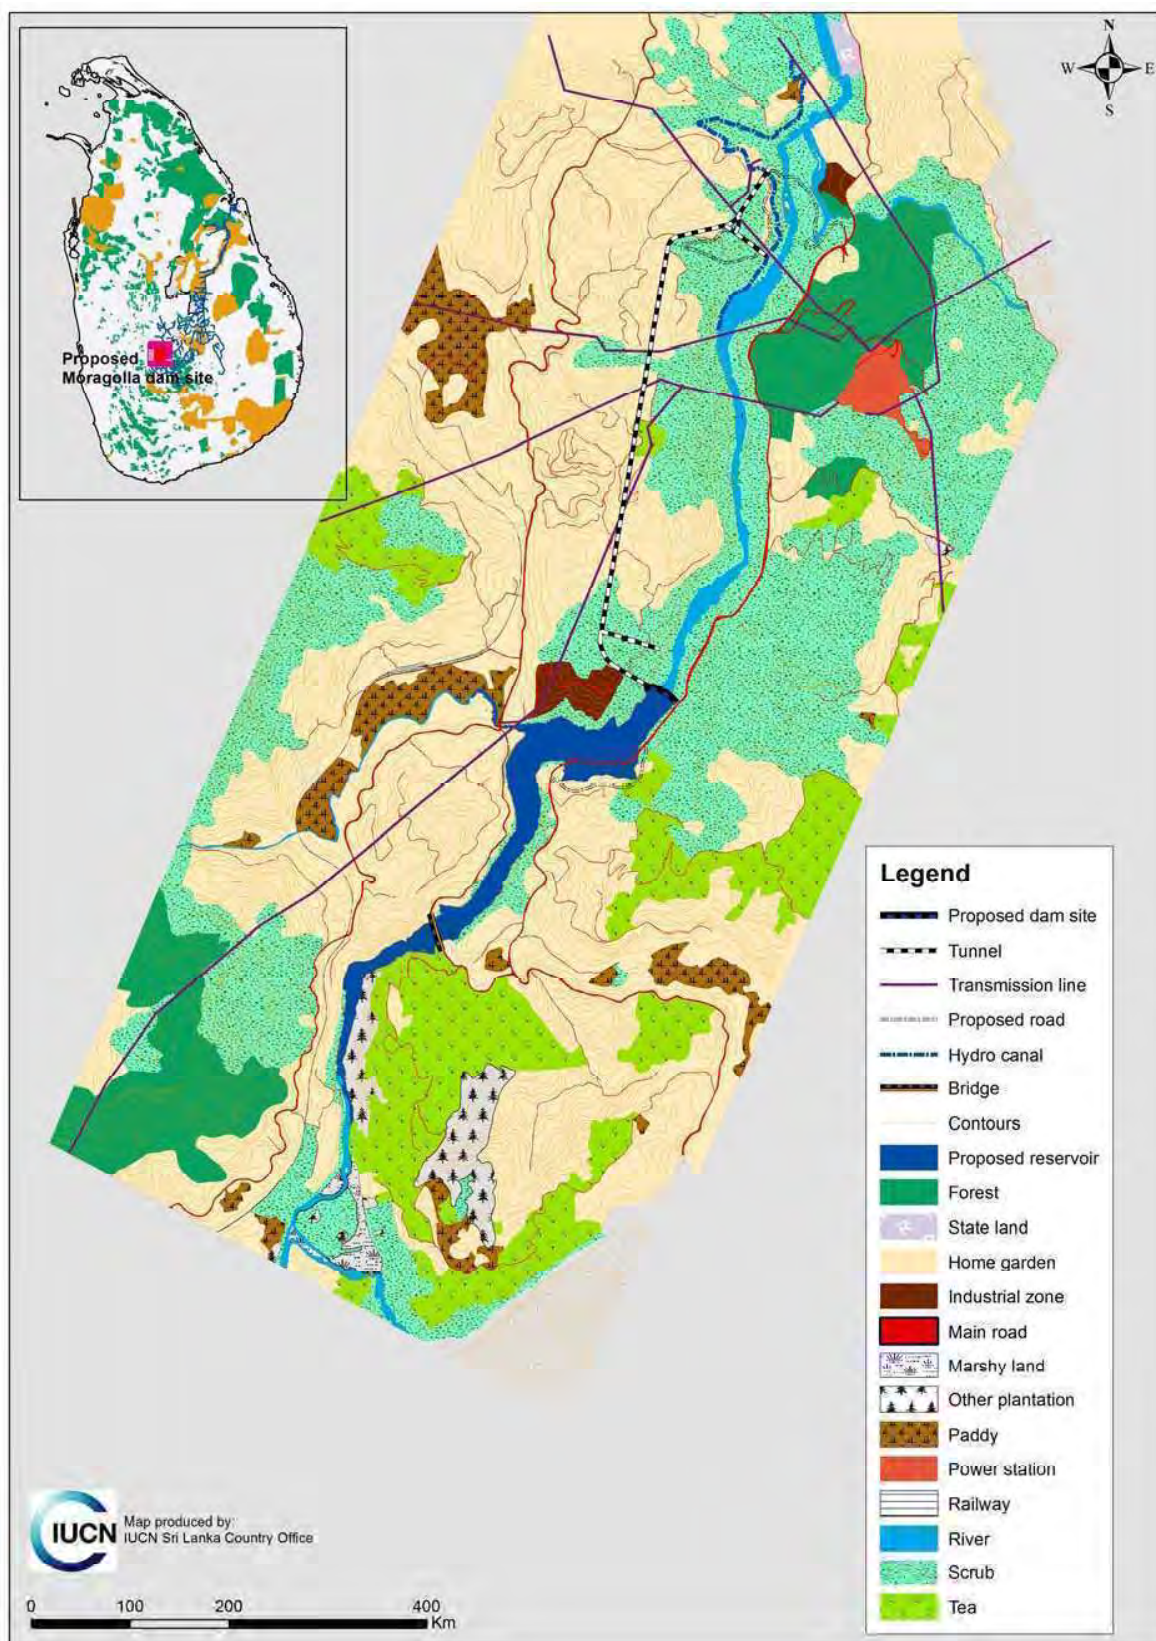 N
W E
S
Proposed
Moragolla dam site
Legend
Proposed dam site
Tunnel
Transmission line
Proposed road
Hydro canal
Bridge
Contours
Proposed reservoir
Forest
State land
Home garden
Industrial zone
Main road
Marshy land
Other plantation
Paddy
Power station
Railway
River
Scrub
Tea
IUCN
Map produced by:
IUCN Sri Lanka Country Office
0 100 200 400
Km